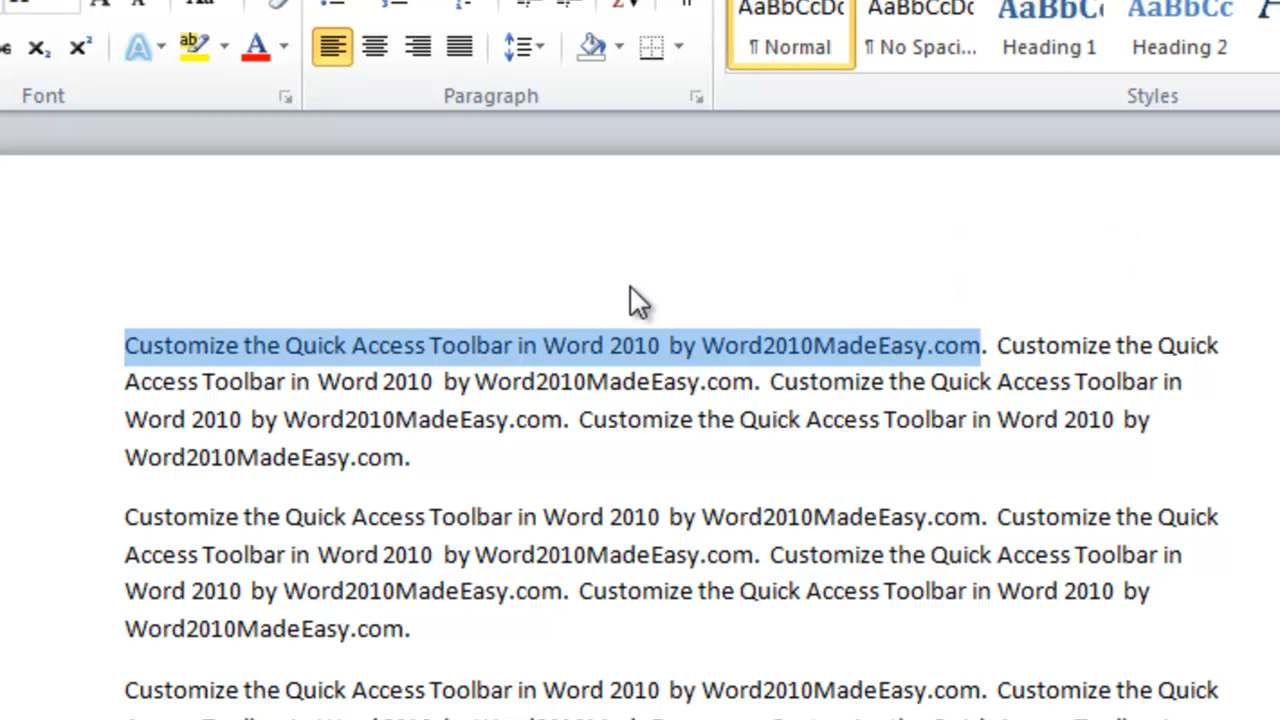 AaBbCcDc AaBbCcDc AaBbC AaBbCc
¶ Normal ¶ No Spaci... Heading 1 Heading 2
Font Paragraph Styles
Customize the Quick Access Toolbar in Word 2010 by Word2010MadeEasy.com. Customize the Quick
Access Toolbar in Word 2010 by Word2010MadeEasy.com. Customize the Quick Access Toolbar in
Word 2010 by Word2010MadeEasy.com. Customize the Quick Access Toolbar in Word 2010 by
Word2010MadeEasy.com.
Customize the Quick Access Toolbar in Word 2010 by Word2010MadeEasy.com. Customize the Quick
Access Toolbar in Word 2010 by Word2010MadeEasy.com. Customize the Quick Access Toolbar in
Word 2010 by Word2010MadeEasy.com. Customize the Quick Access Toolbar in Word 2010 by
Word2010MadeEasy.com.
Customize the Quick Access Toolbar in Word 2010 by Word2010MadeEasy.com. Customize the Quick